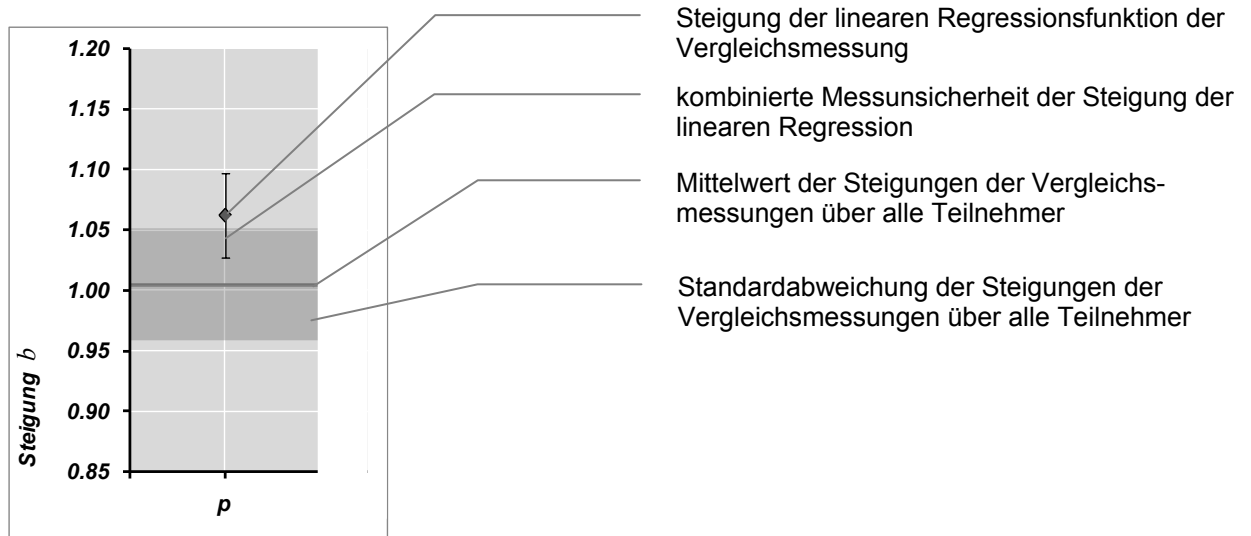 Steigung der linearen Regressionsfunktion der
Vergleichsmessung
kombinierte Messunsicherheit der Steigung der
linearen Regression
Mittelwert der Steigungen der Vergleichs-
messungen über alle Teilnehmer
Standardabweichung der Steigungen der
Vergleichsmessungen über alle Teilnehmer
1.20
1.15
1.10
1.05
1.00
0.95
0.90
0.85
Steigung b
p